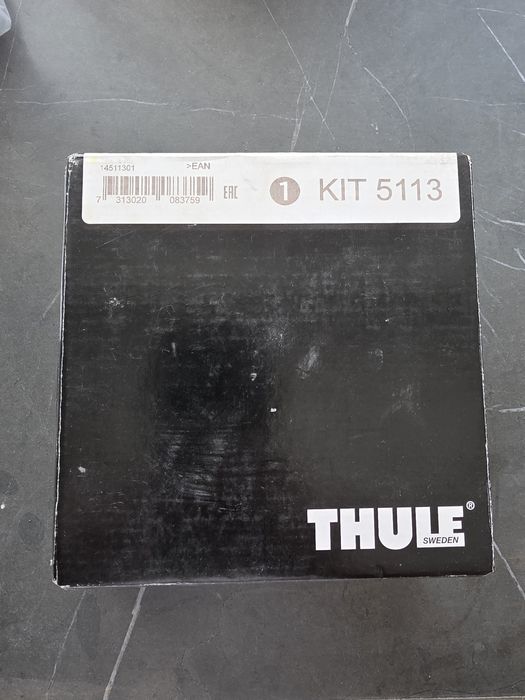 14511301 >EAN
7 313020 083759 EAC
1 KIT 5113
THULE®
SWEDEN